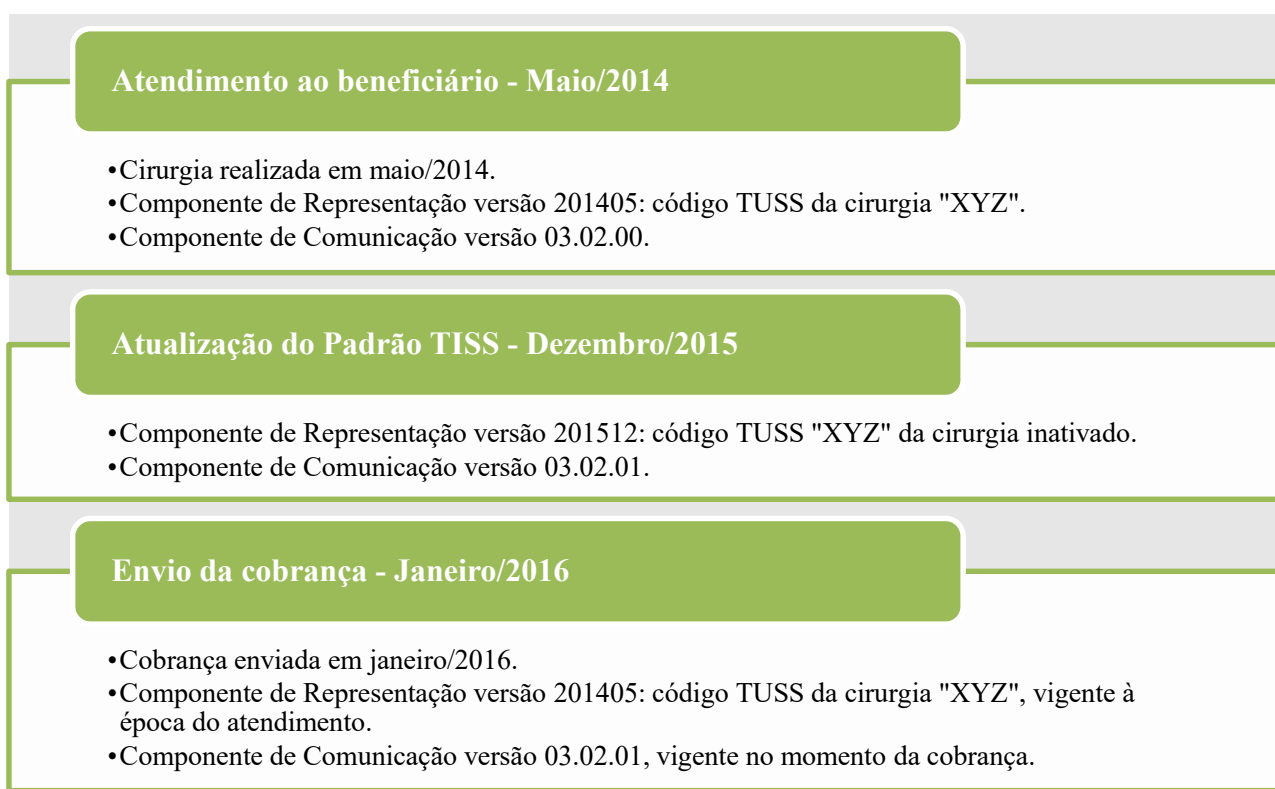 Atendimento ao beneficiário - Maio/2014
•Cirurgia realizada em maio/2014.
•Componente de Representação versão 201405: código TUSS da cirurgia "XYZ".
•Componente de Comunicação versão 03.02.00.
Atualização do Padrão TISS - Dezembro/2015
•Componente de Representação versão 201512: código TUSS "XYZ" da cirurgia inativado.
•Componente de Comunicação versão 03.02.01.
Envio da cobrança - Janeiro/2016
•Cobrança enviada em janeiro/2016.
•Componente de Representação versão 201405: código TUSS da cirurgia "XYZ", vigente à
época do atendimento.
•Componente de Comunicação versão 03.02.01, vigente no momento da cobrança.